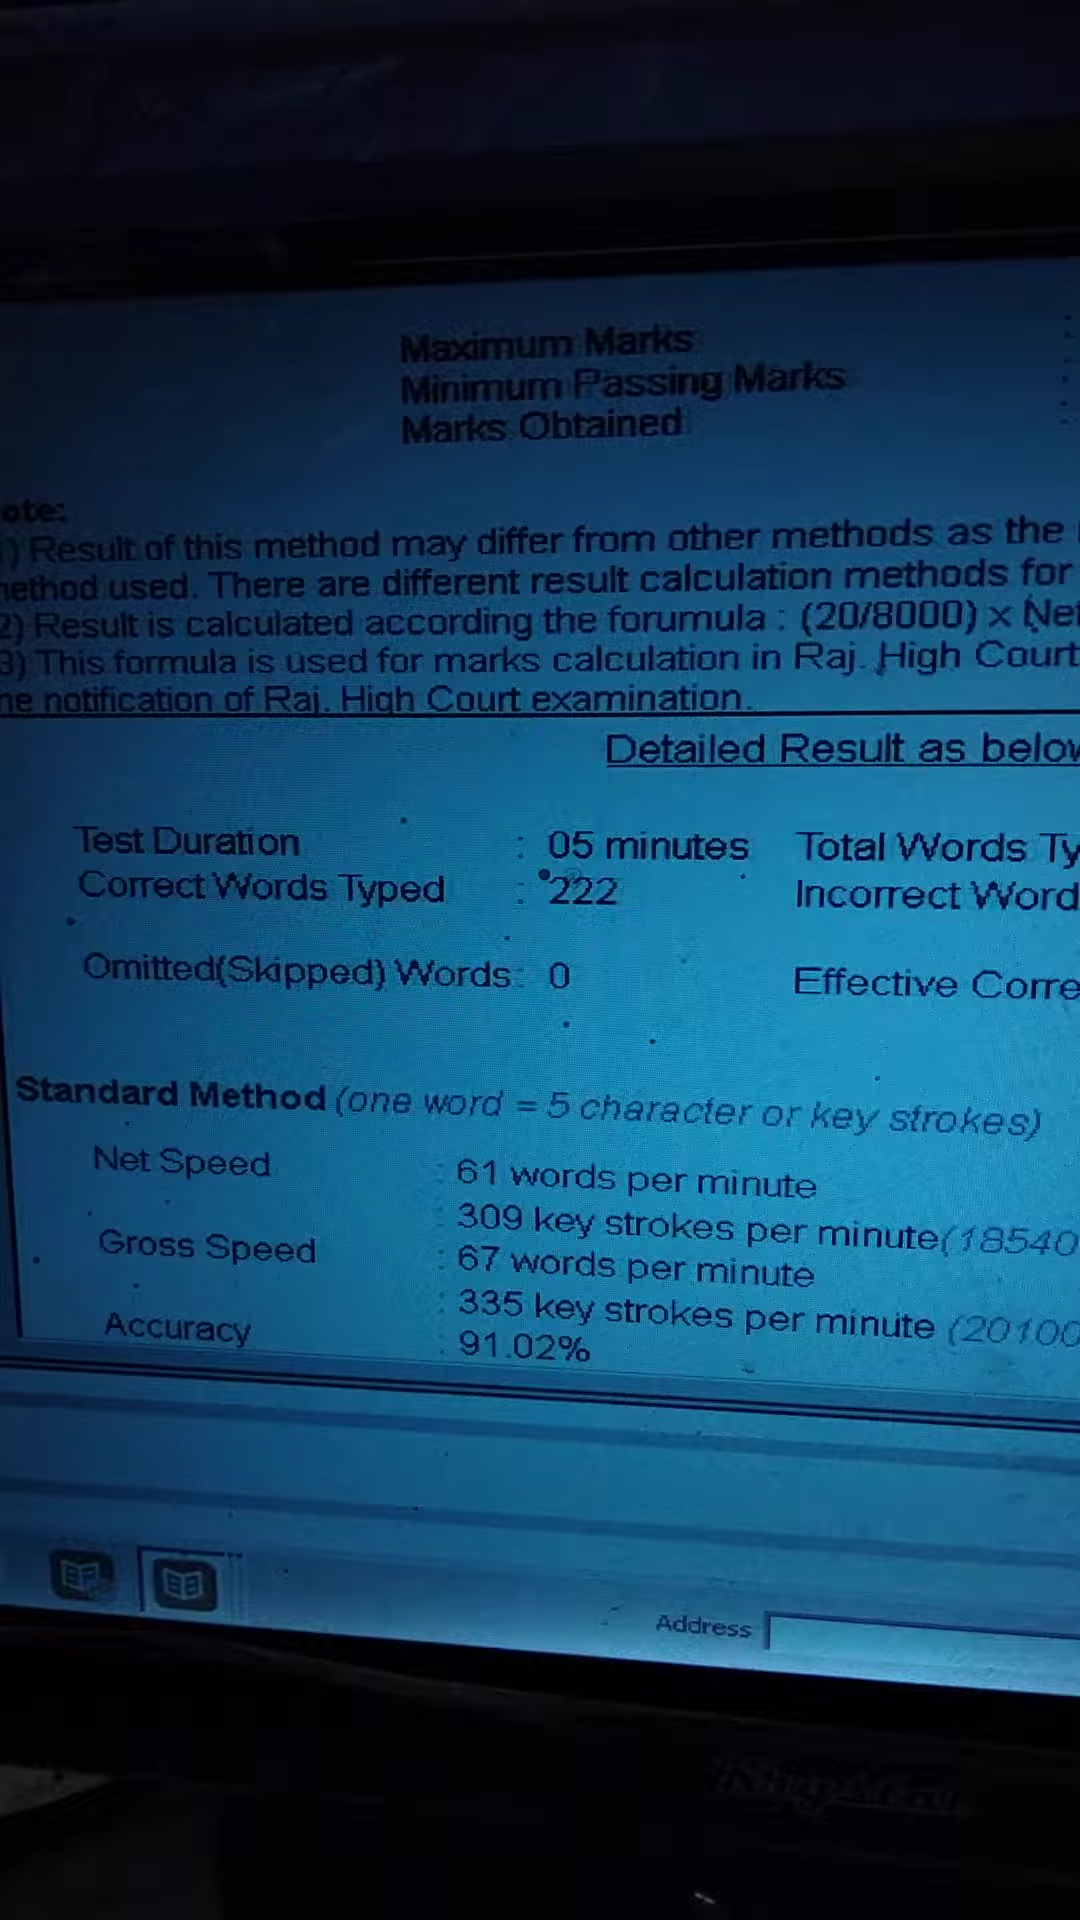 Maximum Marks :
Minimum Passing Marks :
Marks Obtained :
ote:
1) Result of this method may differ from other methods as the
nethod used. There are different result calculation methods for
2) Result is calculated according the forumula : (20/8000) x Net
3) This formula is used for marks calculation in Raj. High Court
he notification of Raj. High Court examination.
Detailed Result as below
Test Duration : 05 minutes Total Words Ty
Correct Words Typed : 222 Incorrect Word
Omitted(Skipped) Words: 0 Effective Corre
Standard Method (one word = 5 character or key strokes)
Net Speed : 61 words per minute
: 309 key strokes per minute(18540
Gross Speed : 67 words per minute
: 335 key strokes per minute (20100
Accuracy : 91.02%
Address